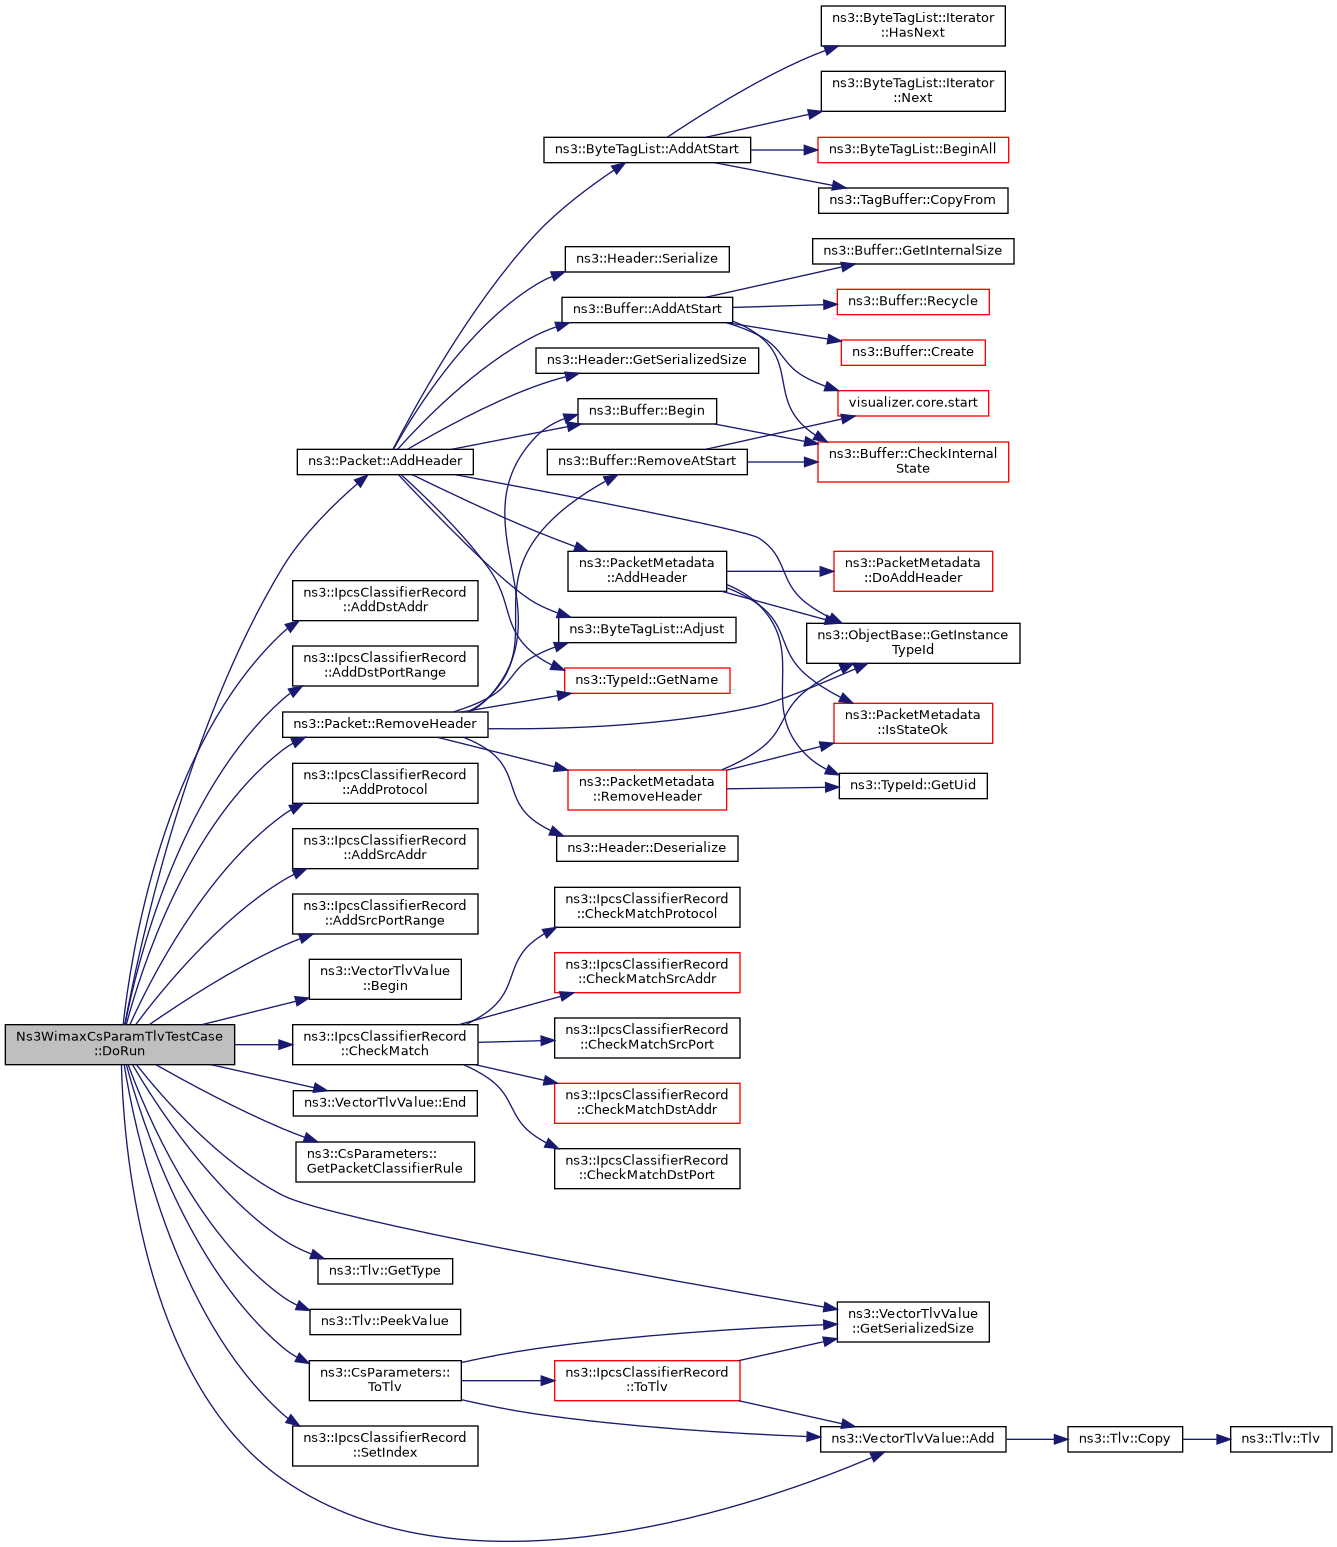 ns3::ByteTagList::Iterator
::HasNext
ns3::ByteTagList::Iterator
::Next
ns3::ByteTagList::AddAtStart
ns3::ByteTagList::BeginAll
ns3::TagBuffer::CopyFrom
ns3::Header::Serialize
ns3::Buffer::GetInternalSize
ns3::Buffer::AddAtStart
ns3::Buffer::Recycle
ns3::Header::GetSerializedSize
ns3::Buffer::Create
ns3::Buffer::Begin
visualizer.core.start
ns3::Packet::AddHeader
ns3::Buffer::RemoveAtStart
ns3::Buffer::CheckInternal
State
ns3::PacketMetadata
::AddHeader
ns3::PacketMetadata
::DoAddHeader
ns3::IpcsClassifierRecord
::AddDstAddr
ns3::ByteTagList::Adjust
ns3::ObjectBase::GetInstance
TypeId
ns3::IpcsClassifierRecord
::AddDstPortRange
ns3::TypeId::GetName
ns3::Packet::RemoveHeader
ns3::PacketMetadata
::IsStateOk
ns3::IpcsClassifierRecord
::AddProtocol
ns3::PacketMetadata
::RemoveHeader
ns3::TypeId::GetUid
ns3::IpcsClassifierRecord
::AddSrcAddr
ns3::Header::Deserialize
ns3::IpcsClassifierRecord
::AddSrcPortRange
ns3::IpcsClassifierRecord
::CheckMatchProtocol
ns3::VectorTlvValue
::Begin
ns3::IpcsClassifierRecord
::CheckMatchSrcAddr
Ns3WimaxCsParamTlvTestCase
::DoRun
ns3::IpcsClassifierRecord
::CheckMatch
ns3::IpcsClassifierRecord
::CheckMatchSrcPort
ns3::VectorTlvValue::End
ns3::IpcsClassifierRecord
::CheckMatchDstAddr
ns3::CsParameters::
GetPacketClassifierRule
ns3::IpcsClassifierRecord
::CheckMatchDstPort
ns3::Tlv::GetType
ns3::Tlv::PeekValue
ns3::VectorTlvValue
::GetSerializedSize
ns3::CsParameters::
ToTlv
ns3::IpcsClassifierRecord
::ToTlv
ns3::IpcsClassifierRecord
::SetIndex
ns3::VectorTlvValue::Add
ns3::Tlv::Copy
ns3::Tlv::Tlv